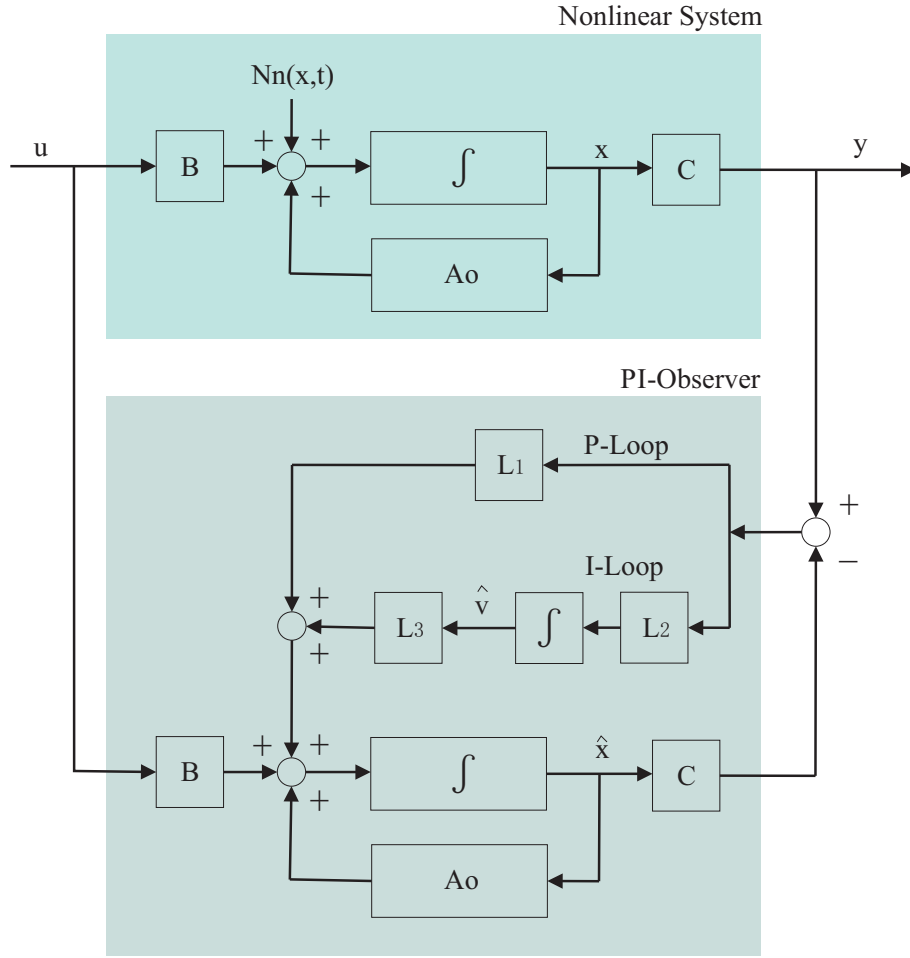 Nonlinear System
Nn(x,t)
+ +
u B ∫ x C y
+
Ao
PI-Observer
L1 P-Loop
+
−
I-Loop
+ L3 v̂ ∫ L2
+
+ +
B ∫ x̂ C
+
Ao